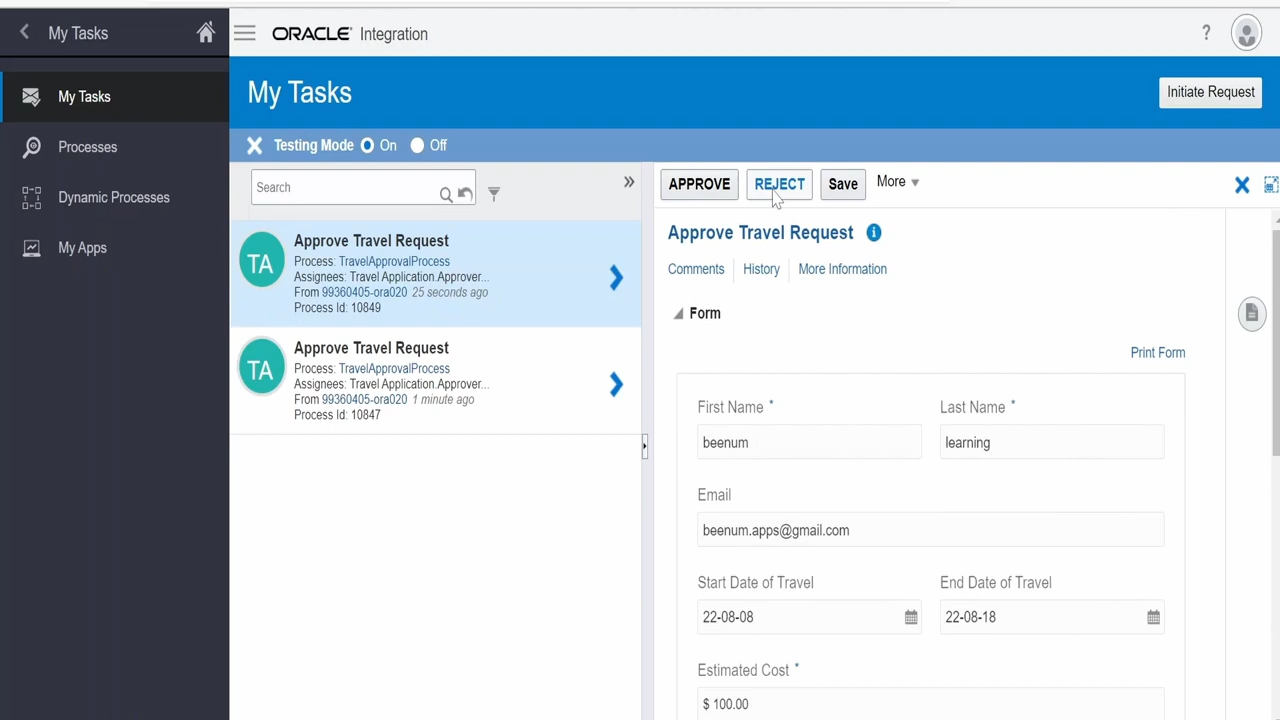 My Tasks
ORACLE Integration
?
My Tasks
My Tasks
Initiate Request
Processes
Testing Mode On Off
Dynamic Processes
Search
APPROVE REJECT Save More
My Apps
TA
Approve Travel Request
Process: TravelApprovalProcess
Assignees: Travel Application.Approver...
From 99360405-ora020 25 seconds ago
Process Id: 10849
TA
Approve Travel Request
Process: TravelApprovalProcess
Assignees: Travel Application.Approver...
From 99360405-ora020 1 minute ago
Process Id: 10847
Approve Travel Request i
Comments History More Information
Form
Print Form
First Name * Last Name *
beenum learning
Email
beenum.apps@gmail.com
Start Date of Travel End Date of Travel
22-08-08 22-08-18
Estimated Cost *
$ 100.00